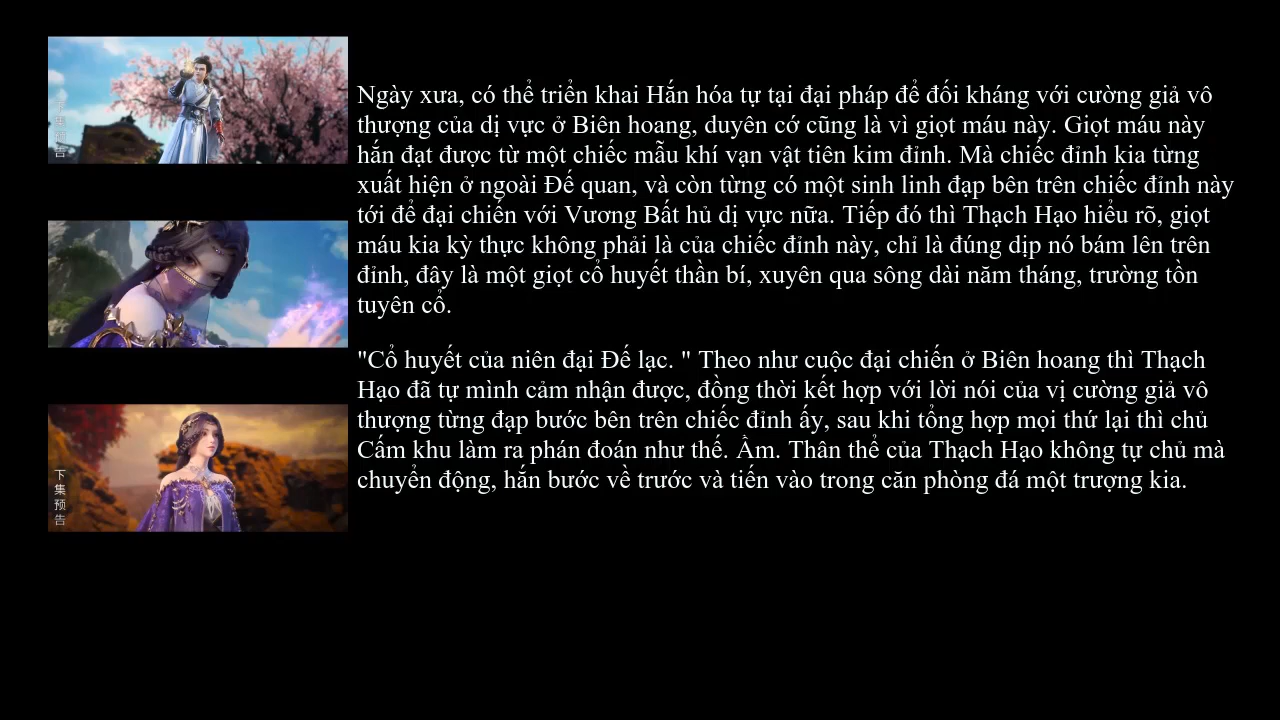 下
集
预
告
下
集
预
告
Ngày xưa, có thể triển khai Hắn hóa tự tại đại pháp để đối kháng với cường giả vô
thượng của dị vực ở Biên hoang, duyên cớ cũng là vì giọt máu này. Giọt máu này
hắn đạt được từ một chiếc mẫu khí vạn vật tiên kim đỉnh. Mà chiếc đỉnh kia từng
xuất hiện ở ngoài Đế quan, và còn từng có một sinh linh đạp bên trên chiếc đỉnh này
tới để đại chiến với Vương Bất hủ dị vực nữa. Tiếp đó thì Thạch Hạo hiểu rõ, giọt
máu kia kỳ thực không phải là của chiếc đỉnh này, chỉ là đúng dịp nó bám lên trên
đỉnh, đây là một giọt cổ huyết thần bí, xuyên qua sông dài năm tháng, trường tồn
tuyên cổ.
"Cổ huyết của niên đại Đế lạc. " Theo như cuộc đại chiến ở Biên hoang thì Thạch
Hạo đã tự mình cảm nhận được, đồng thời kết hợp với lời nói của vị cường giả vô
thượng từng đạp bước bên trên chiếc đỉnh ấy, sau khi tổng hợp mọi thứ lại thì chủ
Cấm khu làm ra phán đoán như thế. Ầm. Thân thể của Thạch Hạo không tự chủ mà
chuyển động, hắn bước về trước và tiến vào trong căn phòng đá một trượng kia.